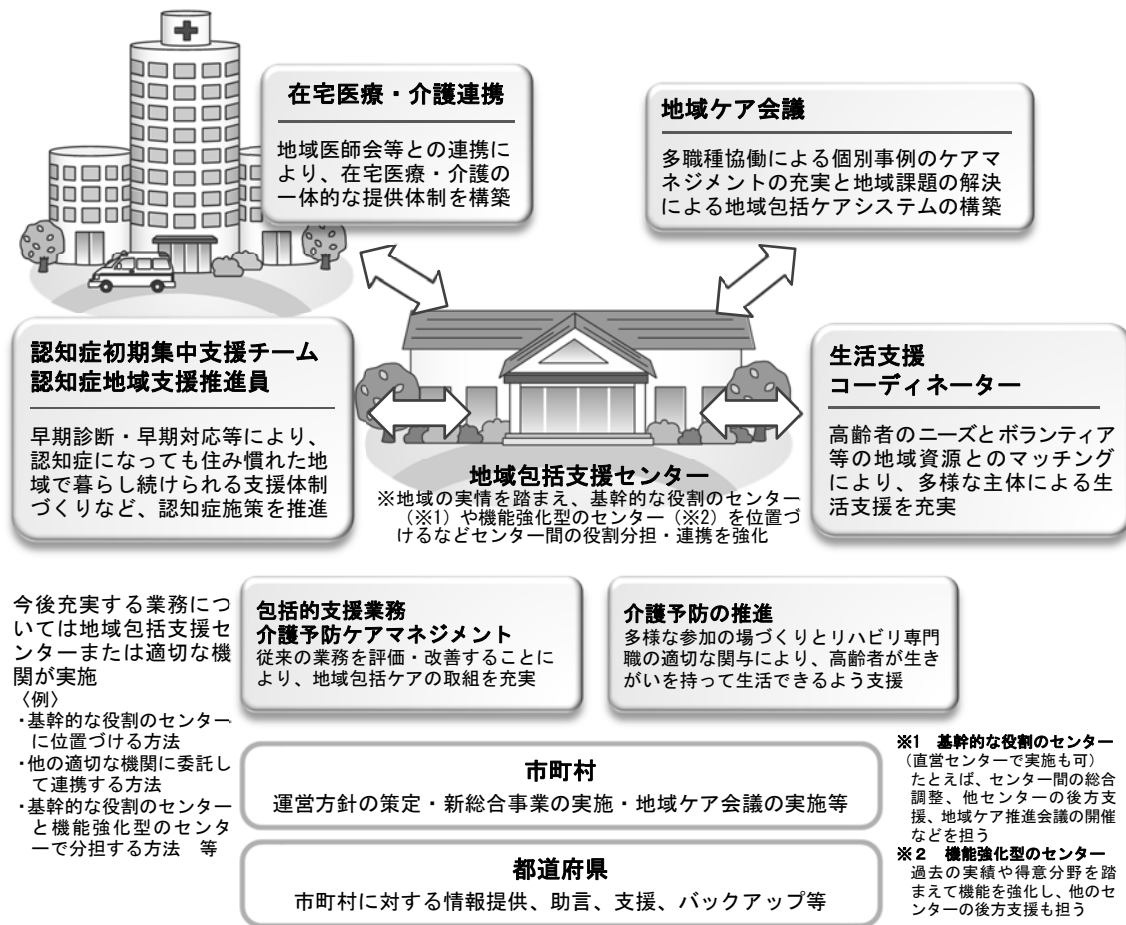 在宅医療・介護連携
地域医師会等との連携に
より、在宅医療・介護の
一体的な提供体制を構築
地域ケア会議
多職種協働による個別事例のケアマ
ネジメントの充実と地域課題の解決
による地域包括ケアシステムの構築
認知症初期集中支援チーム
認知症地域支援推進員
早期診断・早期対応等により、
認知症になっても住み慣れた地
域で暮らし続けられる支援体制
づくりなど、認知症施策を推進
生活支援
コーディネーター
高齢者のニーズとボランティア
等の地域資源とのマッチング
により、多様な主体による生
活支援を充実
地域包括支援センター
※地域の実情を踏まえ、基幹的な役割のセンター
（※1）や機能強化型のセンター（※2）を位置づ
けるなどセンター間の役割分担・連携を強化
今後充実する業務につ
いては地域包括支援セ
ンターまたは適切な機
関が実施
〈例〉
・基幹的な役割のセンター
に位置づける方法
・他の適切な機関に委託し
て連携する方法
・基幹的な役割のセンター
と機能強化型のセンタ
ーで分担する方法　等
包括的支援業務
介護予防ケアマネジメント
従来の業務を評価・改善することに
より、地域包括ケアの取組を充実
介護予防の推進
多様な参加の場づくりとリハビリ専門
職の適切な関与により、高齢者が生き
がいを持って生活できるよう支援
市町村
運営方針の策定・新総合事業の実施・地域ケア会議の実施等
都道府県
市町村に対する情報提供、助言、支援、バックアップ等
※1　基幹的な役割のセンター
（直営センターで実施も可）
たとえば、センター間の総合
調整、他センターの後方支
援、地域ケア推進会議の開催
などを担う
※２　機能強化型のセンター
過去の実績や得意分野を踏
まえて機能を強化し、他のセ
ンターの後方支援も担う